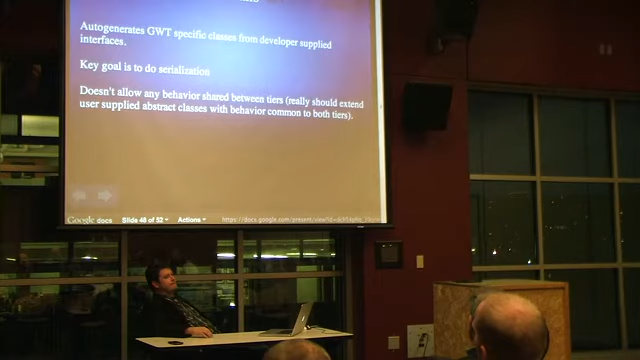 Autogenerates GWT specific classes from developer supplied
interfaces.
Key goal is to do serialization
Doesn't allow any behavior shared between tiers (really should extend
user supplied abstract classes with behavior common to both tiers).
Google docs Slide 48 of 52 Actions